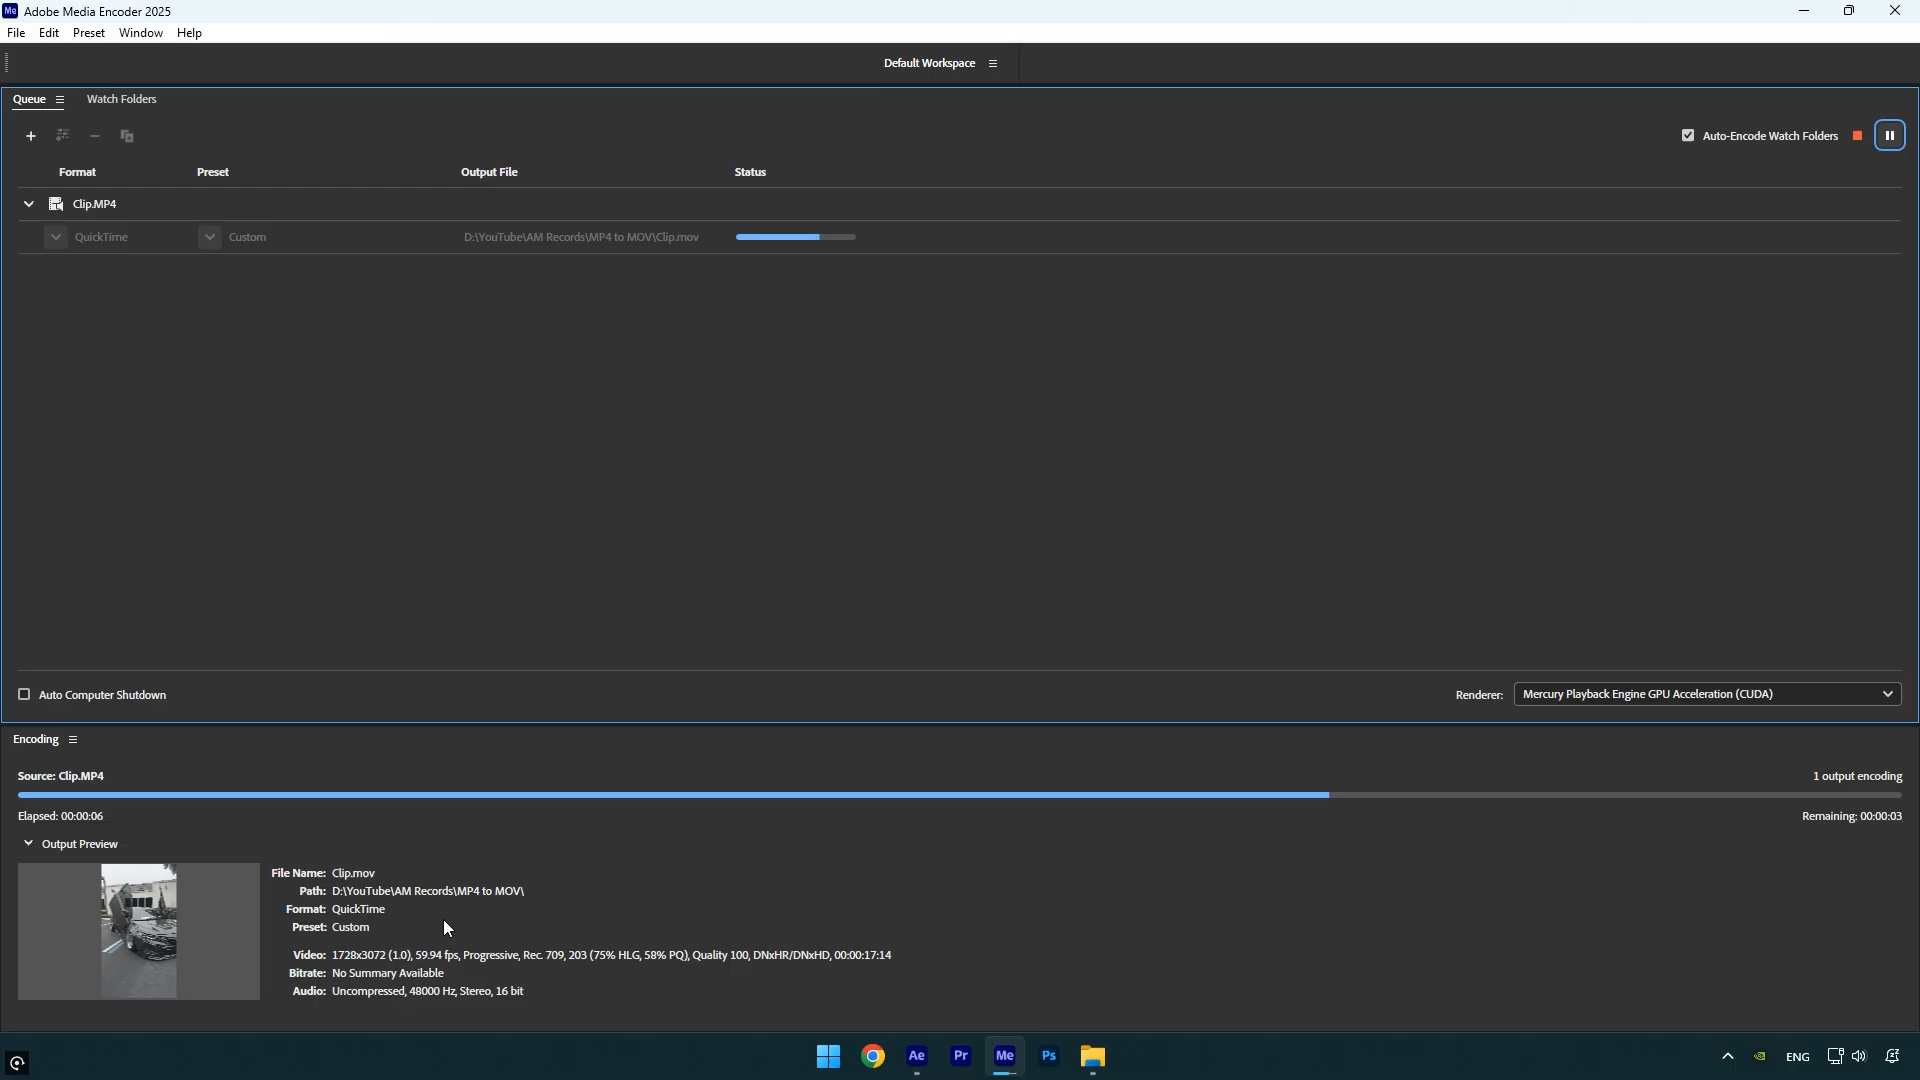 Me Adobe Media Encoder 2025
File Edit Preset Window Help
Default Workspace
Queue Watch Folders
Auto-Encode Watch Folders
Format Preset Output File Status
Clip.MP4
QuickTime Custom D:\YouTube\AM Records\MP4 to MOV\Clip.mov
Auto Computer Shutdown Renderer: Mercury Playback Engine GPU Acceleration (CUDA)
Encoding
Source: Clip.MP4 1 output encoding
Elapsed: 00:00:06 Remaining: 00:00:03
Output Preview
File Name: Clip.mov
Path: D:\YouTube\AM Records\MP4 to MOV\
Format: QuickTime
Preset: Custom
Video: 1728x3072 (1.0), 59.94 fps, Progressive, Rec. 709, 203 (75% HLG, 58% PQ), Quality 100, DNxHR/DNxHD, 00:00:17:14
Bitrate: No Summary Available
Audio: Uncompressed, 48000 Hz, Stereo, 16 bit
Ae Pr Me Ps ENG